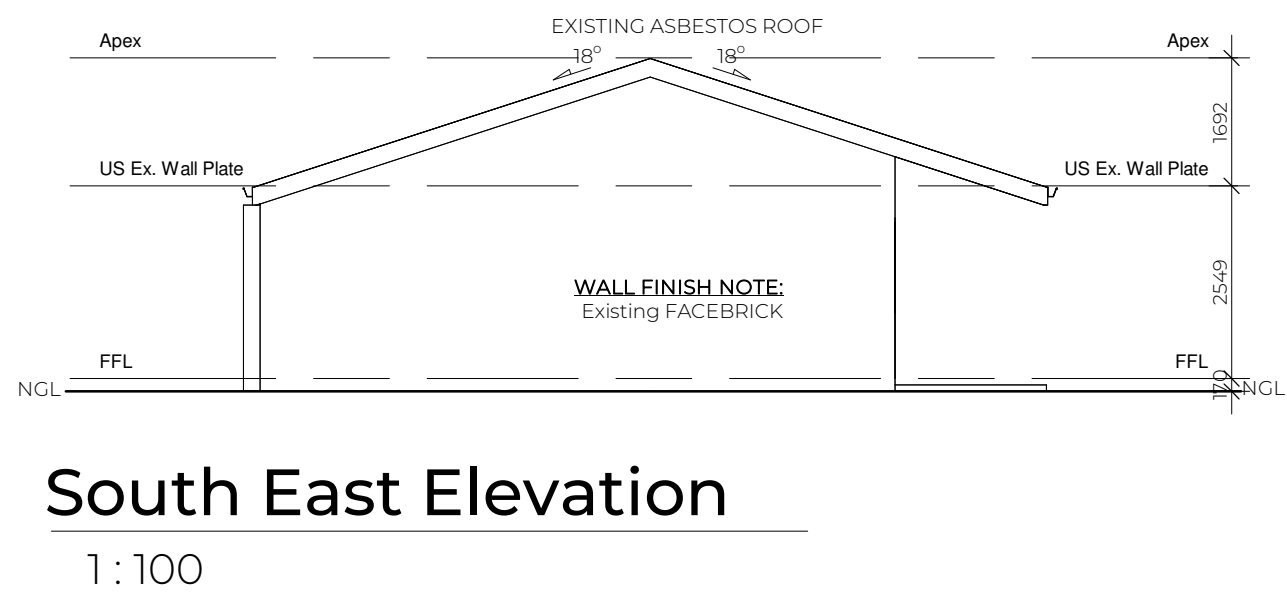 EXISTING ASBESTOS ROOF
Apex
18°
18°
Apex
1692
US Ex. Wall Plate
US Ex. Wall Plate
2549
WALL FINISH NOTE:
Existing FACEBRICK
FFL
FFL
170
NGL
NGL
South East Elevation
1 : 100